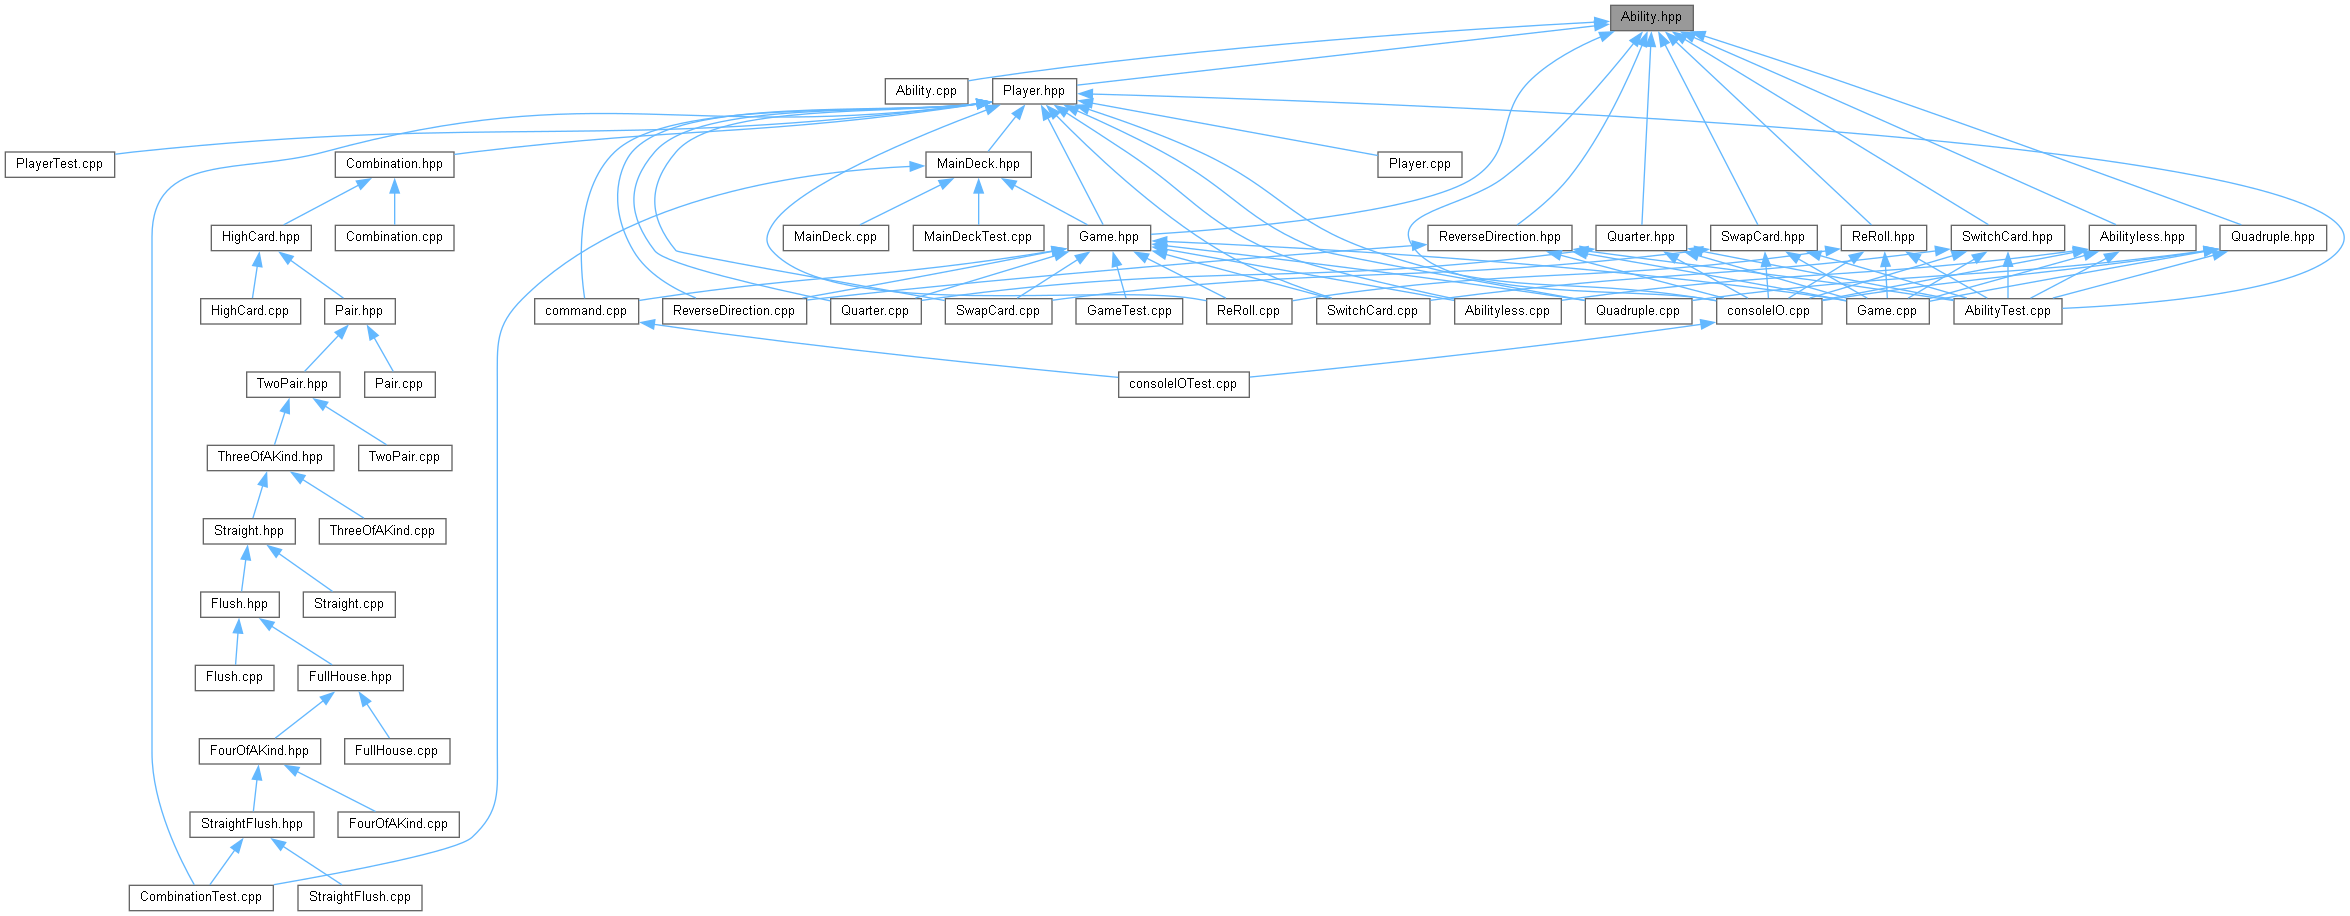 Ability.hpp
Ability.cpp
Player.hpp
PlayerTest.cpp
Combination.hpp
MainDeck.hpp
Player.cpp
HighCard.hpp
Combination.cpp
MainDeck.cpp
MainDeckTest.cpp
Game.hpp
ReverseDirection.hpp
Quarter.hpp
SwapCard.hpp
ReRoll.hpp
SwitchCard.hpp
Abilityless.hpp
Quadruple.hpp
HighCard.cpp
Pair.hpp
command.cpp
ReverseDirection.cpp
Quarter.cpp
SwapCard.cpp
GameTest.cpp
ReRoll.cpp
SwitchCard.cpp
Abilityless.cpp
Quadruple.cpp
consoleIO.cpp
Game.cpp
AbilityTest.cpp
TwoPair.hpp
Pair.cpp
consoleIOTest.cpp
ThreeOfAKind.hpp
TwoPair.cpp
Straight.hpp
ThreeOfAKind.cpp
Flush.hpp
Straight.cpp
Flush.cpp
FullHouse.hpp
FourOfAKind.hpp
FullHouse.cpp
StraightFlush.hpp
FourOfAKind.cpp
CombinationTest.cpp
StraightFlush.cpp